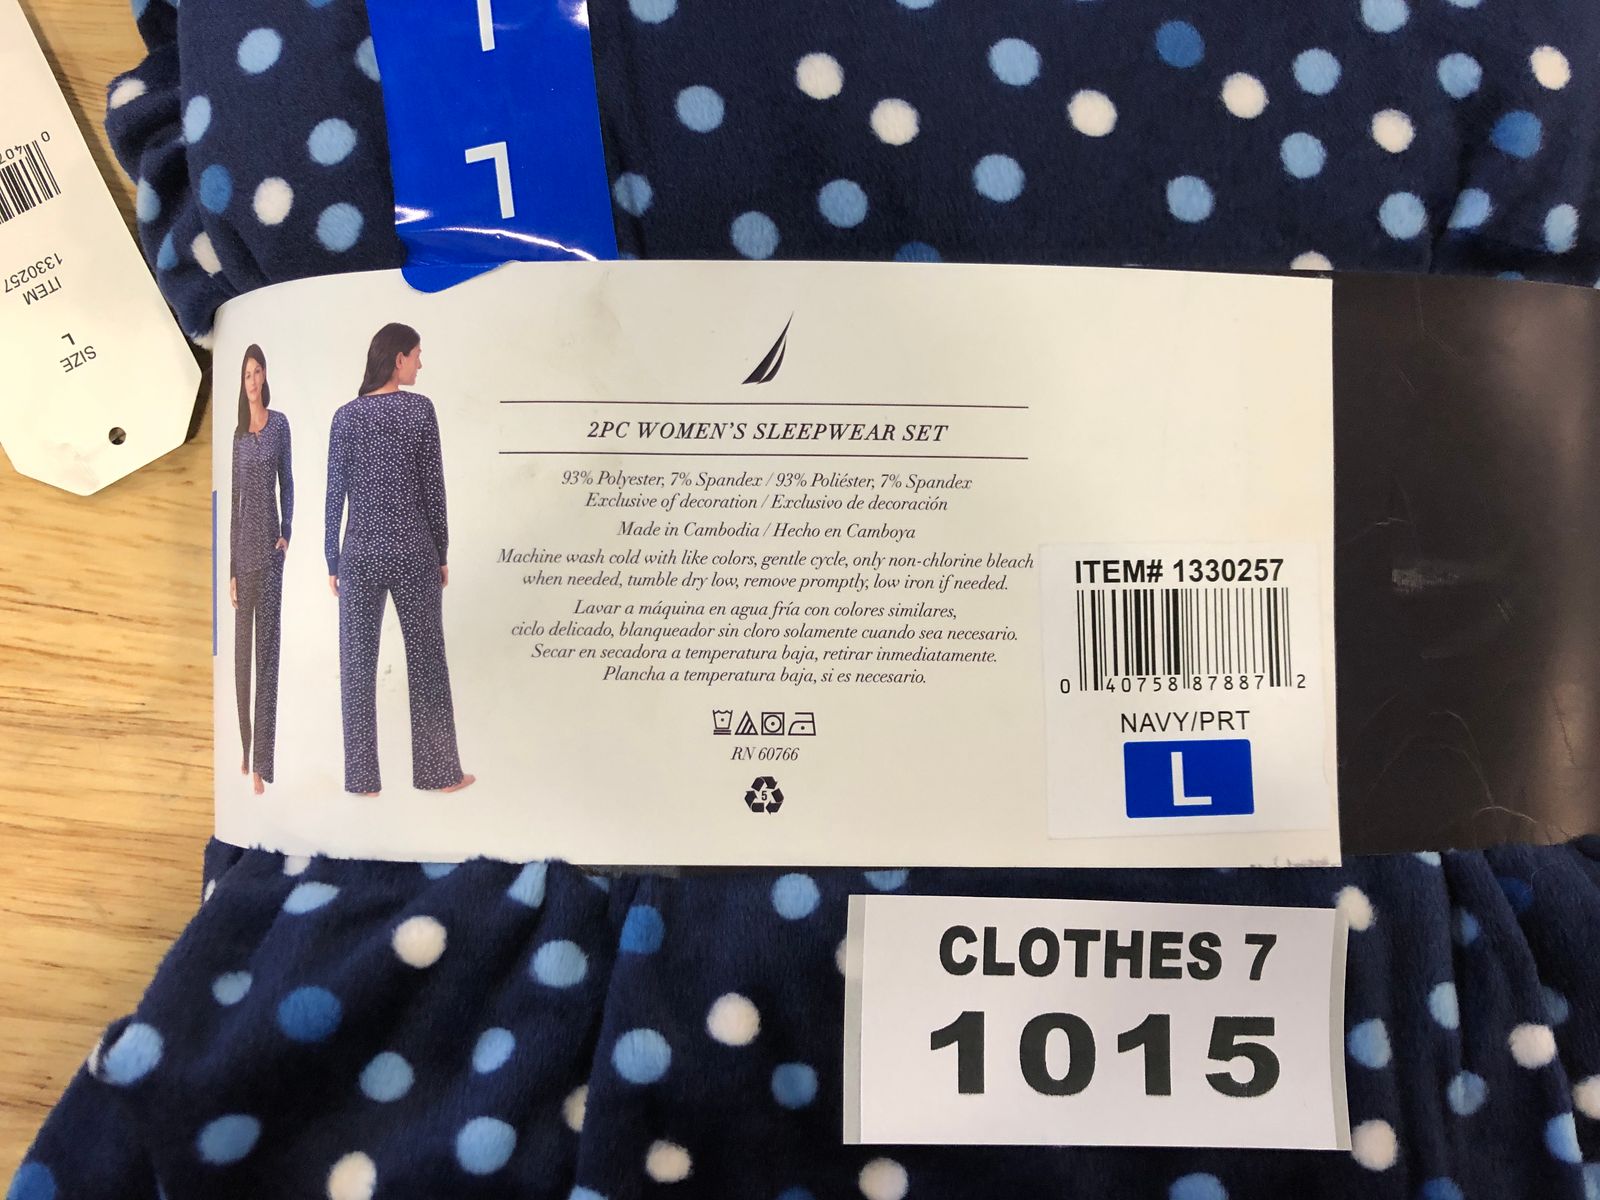 L
0 407
ITEM
1330257
SIZE
L
2PC WOMEN'S SLEEPWEAR SET
93% Polyester, 7% Spandex / 93% Poliéster, 7% Spandex
Exclusive of decoration / Exclusivo de decoración
Made in Cambodia / Hecho en Camboya
Machine wash cold with like colors, gentle cycle, only non-chlorine bleach
when needed, tumble dry low, remove promptly, low iron if needed.
Lavar a máquina en agua fría con colores similares,
ciclo delicado, blanqueador sin cloro solamente cuando sea necesario.
Secar en secadora a temperatura baja, retirar inmediatamente.
Plancha a temperatura baja, si es necesario.
RN 60766
5
ITEM# 1330257
0 40758 87887 2
NAVY/PRT
L
CLOTHES 7
1015